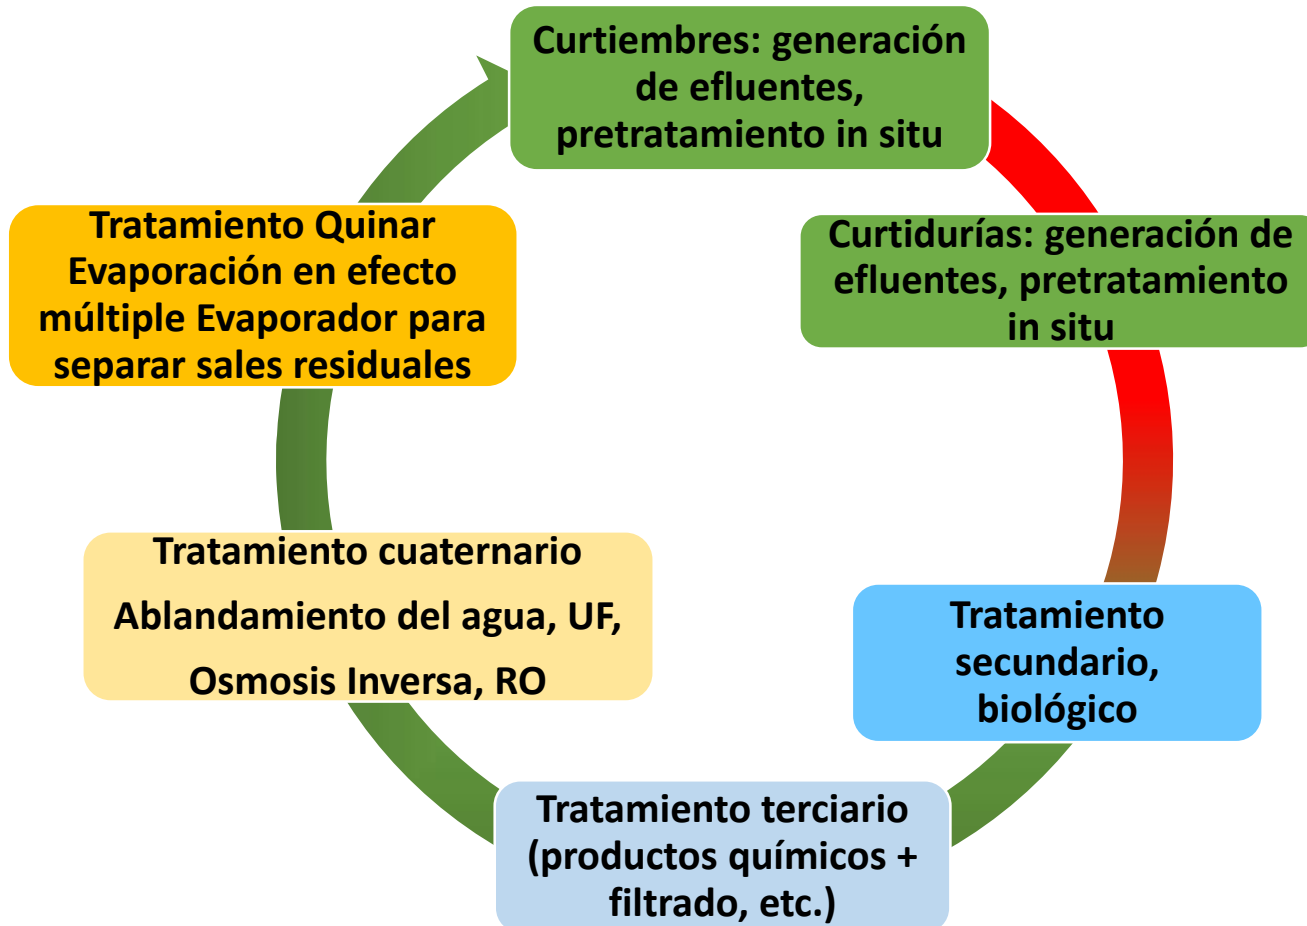 Curtiembres: generación
de efluentes,
pretratamiento in situ
Curtidurías: generación de
efluentes, pretratamiento
in situ
Tratamiento
secundario,
biológico
Tratamiento terciario
(productos químicos +
filtrado, etc.)
Tratamiento cuaternario
Ablandamiento del agua, UF,
Osmosis Inversa, RO
Tratamiento Quinar
Evaporación en efecto
múltiple Evaporador para
separar sales residuales